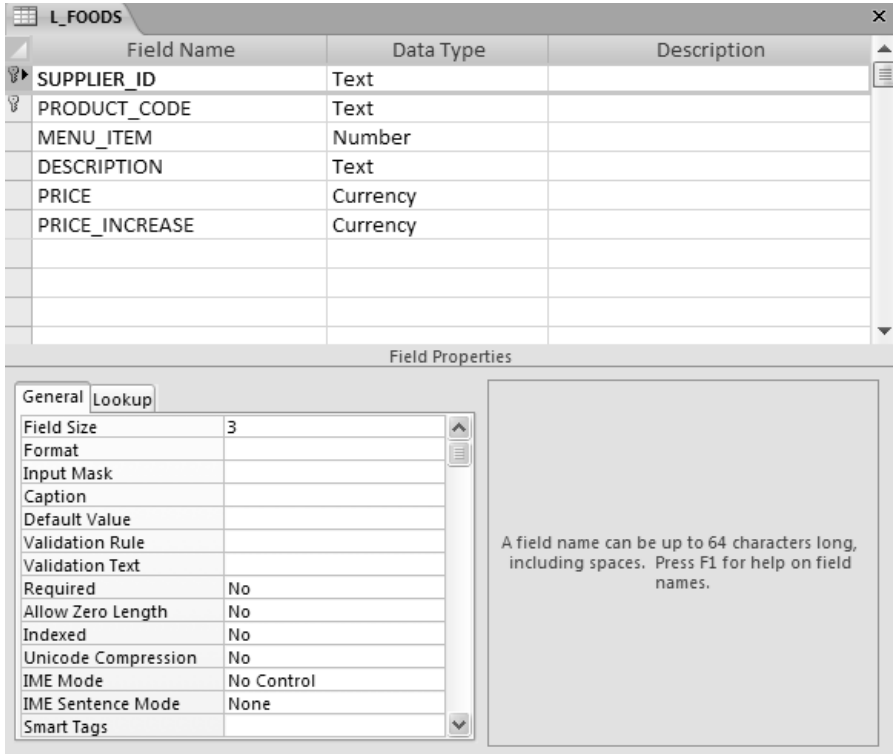 L_FOODS
Field Name Data Type Description
SUPPLIER_ID Text
PRODUCT_CODE Text
MENU_ITEM Number
DESCRIPTION Text
PRICE Currency
PRICE_INCREASE Currency
Field Properties
General Lookup
Field Size 3
Format
Input Mask
Caption
Default Value
Validation Rule
Validation Text
Required No
Allow Zero Length No
Indexed No
Unicode Compression No
IME Mode No Control
IME Sentence Mode None
Smart Tags
A field name can be up to 64 characters long,
including spaces. Press F1 for help on field
names.